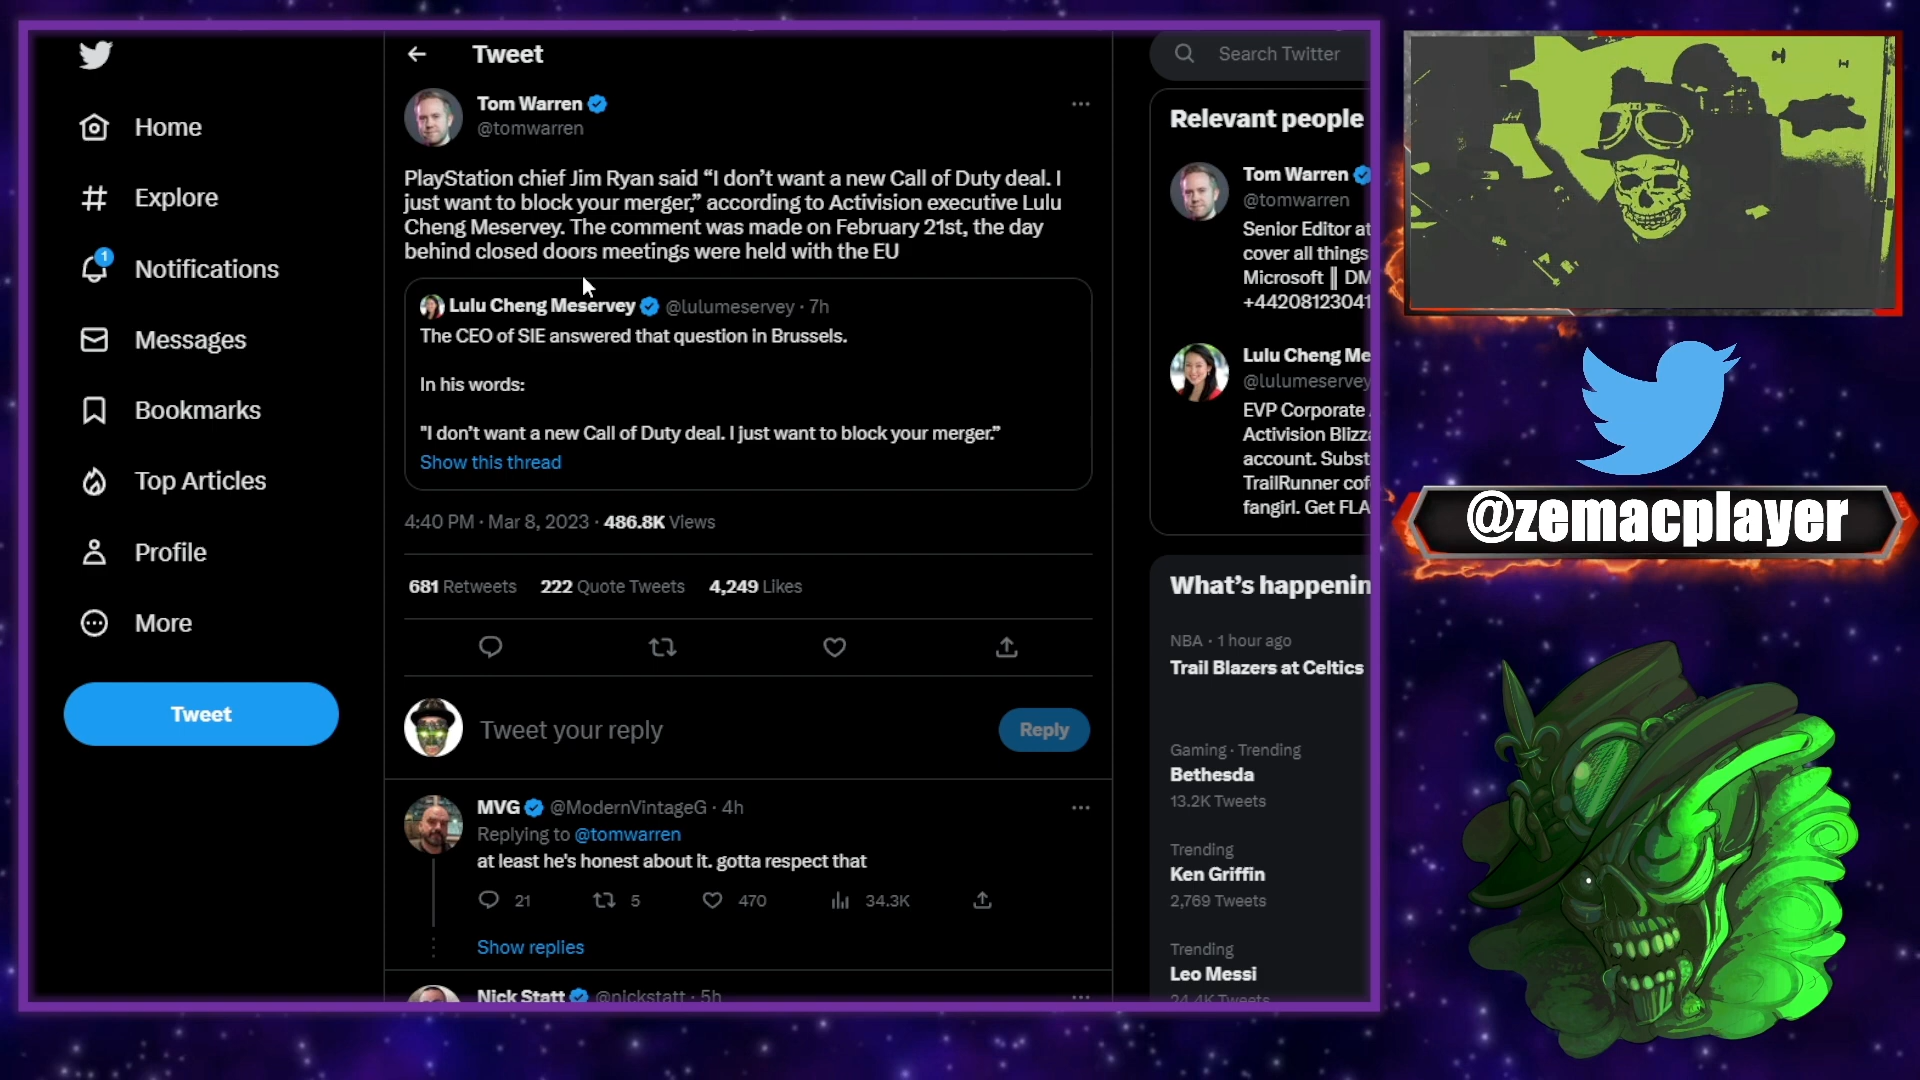 Home
Explore
1
Notifications
Messages
Bookmarks
Top Articles
Profile
More
Tweet
Tweet
Tom Warren
@tomwarren
PlayStation chief Jim Ryan said “I don’t want a new Call of Duty deal. I
just want to block your merger,” according to Activision executive Lulu
Cheng Meservey. The comment was made on February 21st, the day
behind closed doors meetings were held with the EU
Lulu Cheng Meservey @lulumeservey · 7h
The CEO of SIE answered that question in Brussels.
In his words:
"I don’t want a new Call of Duty deal. I just want to block your merger.”
Show this thread
4:40 PM · Mar 8, 2023 · 486.8K Views
681 Retweets 222 Quote Tweets 4,249 Likes
Tweet your reply
Reply
MVG @ModernVintageG · 4h
Replying to @tomwarren
at least he's honest about it. gotta respect that
21 5 470 34.3K
Show replies
Nick Statt @nickstatt · 5h
Search Twitter
Relevant people
Tom Warren
@tomwarren
Senior Editor at
cover all things
Microsoft || DM
+44208123041
Lulu Cheng Me
@lulumeservey
EVP Corporate
Activision Blizz
account. Subst
TrailRunner cof
fangirl. Get FLA
What’s happenin
NBA · 1 hour ago
Trail Blazers at Celtics
Gaming · Trending
Bethesda
13.2K Tweets
Trending
Ken Griffin
2,769 Tweets
Trending
Leo Messi
24.4K Tweets
@zemacplayer